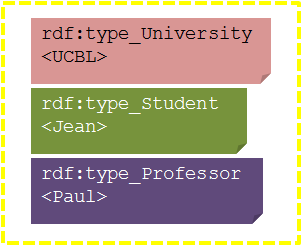 rdf:type_University
<UCBL>
rdf:type_Student
<Jean>
rdf:type_Professor
<Paul>